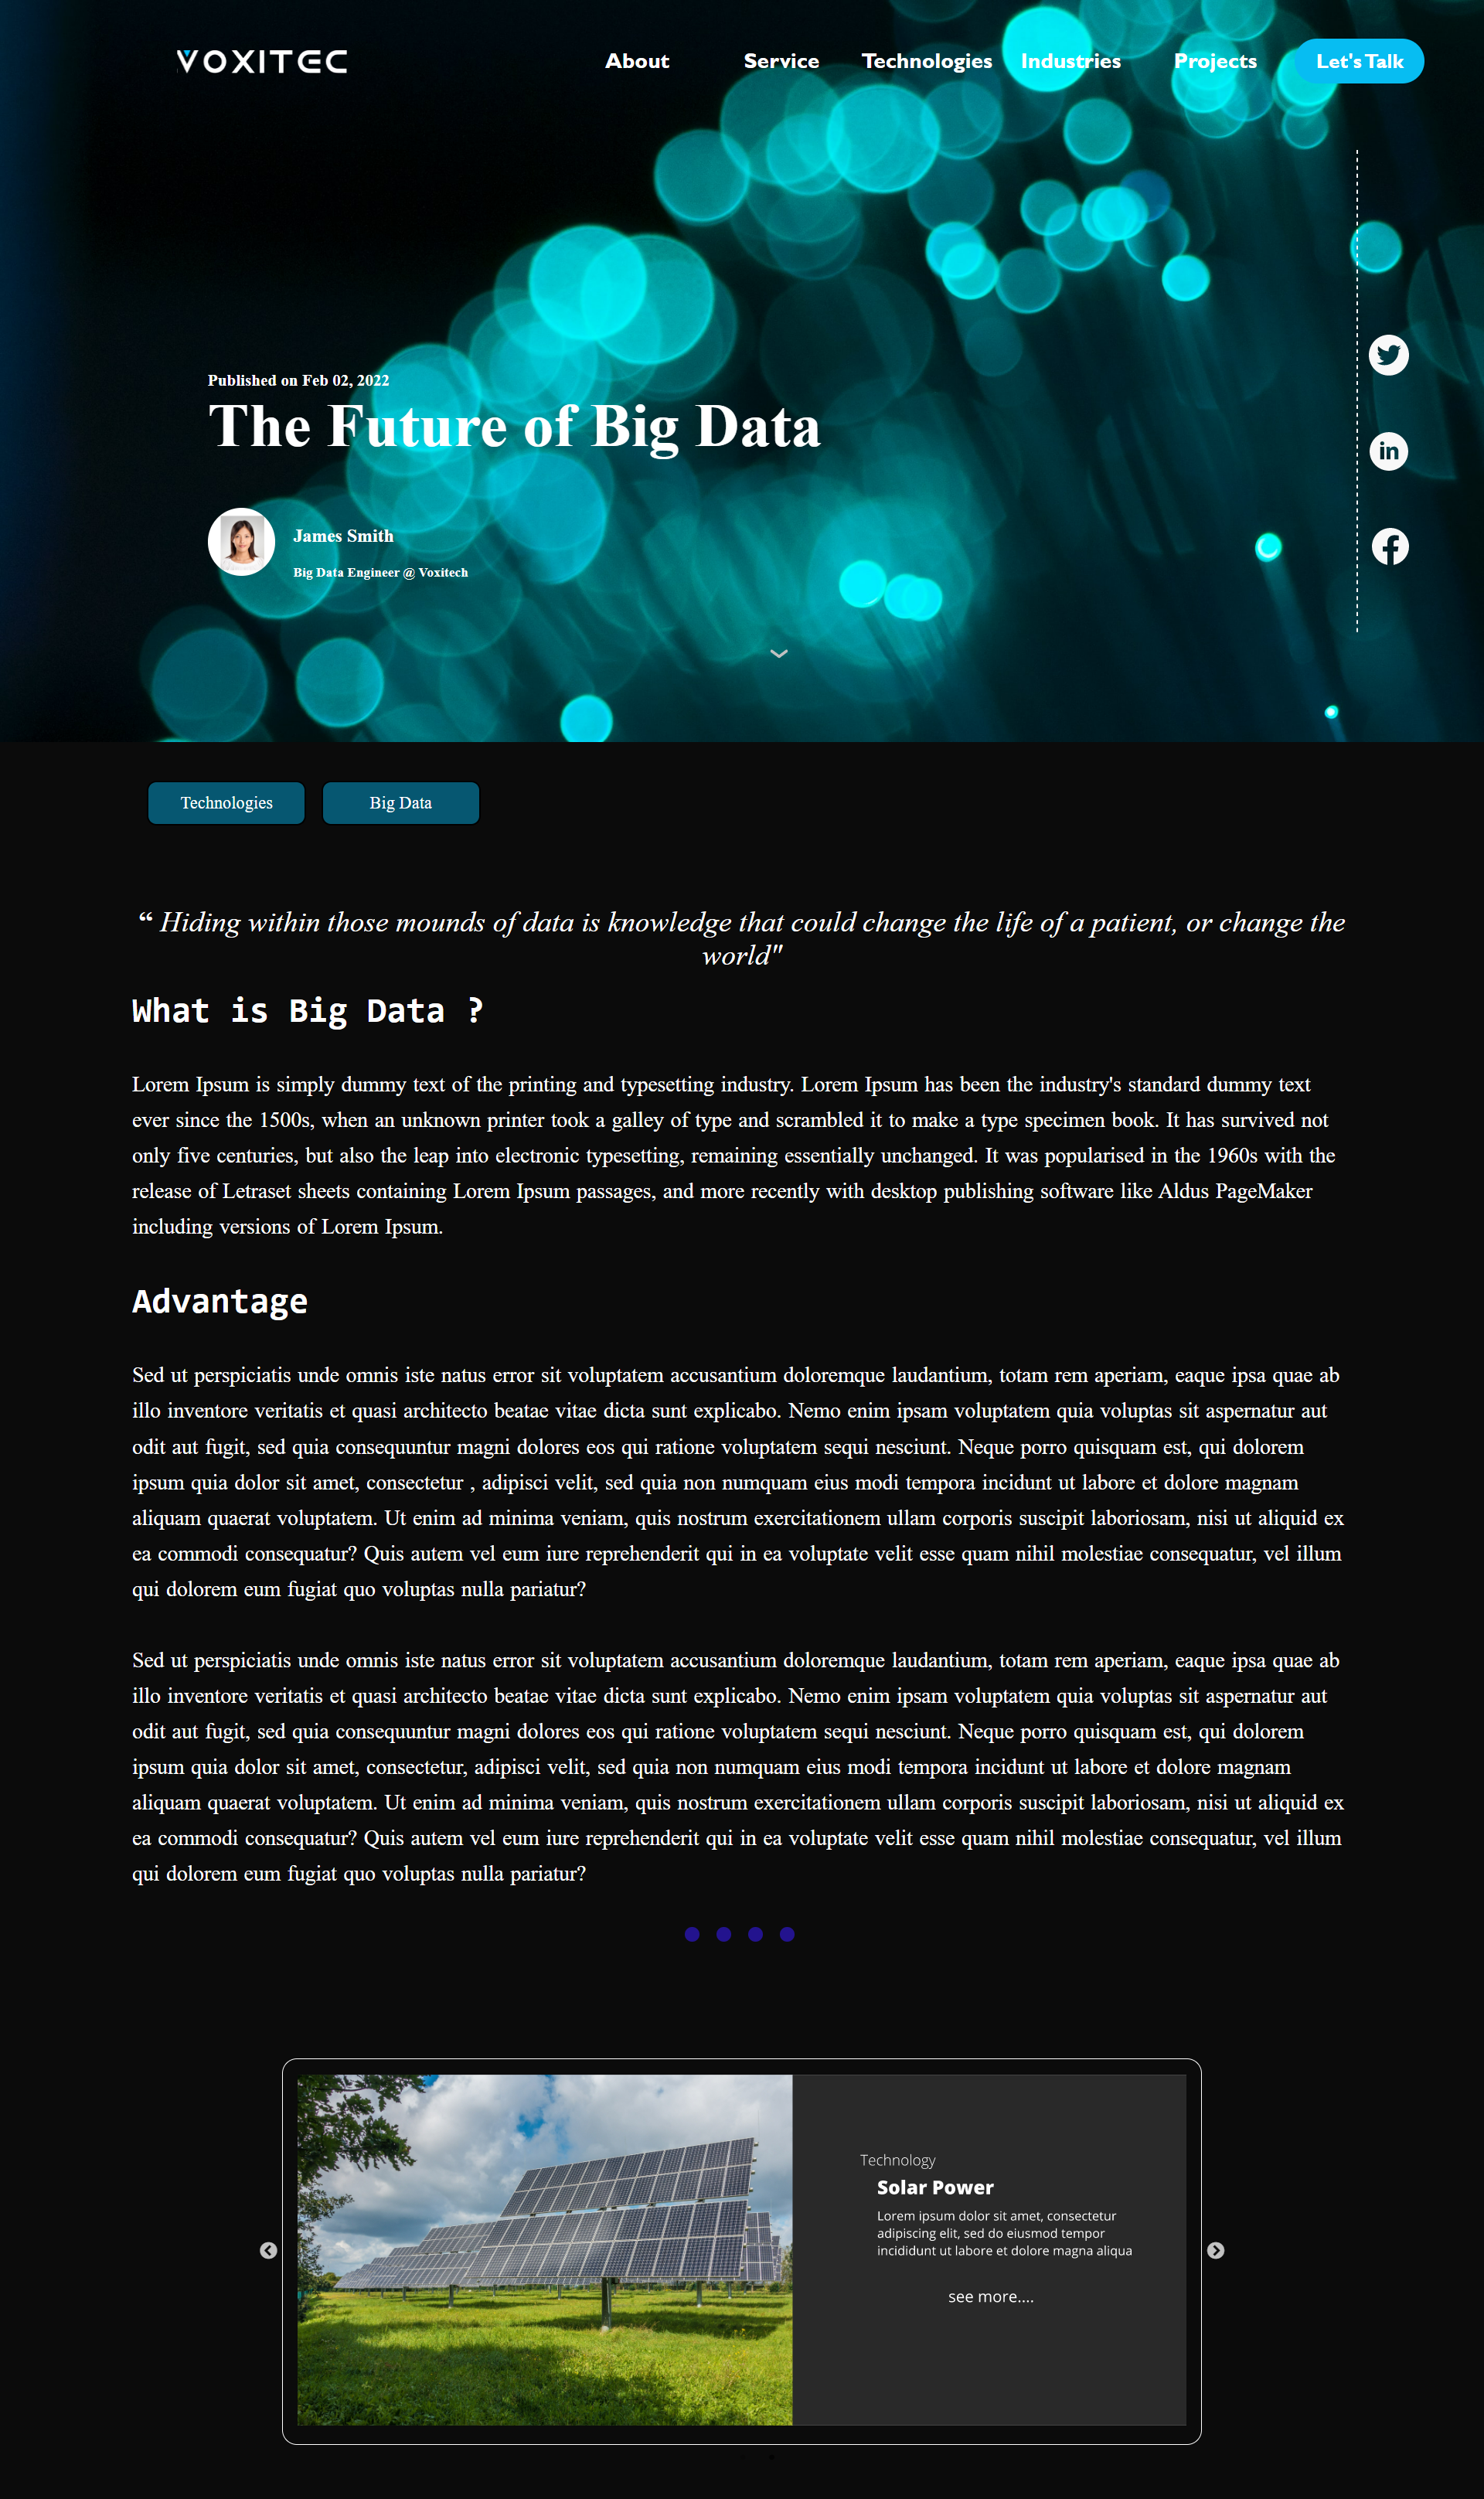 VOXITEC
About Service Technologies Industries Projects Let's Talk
Published on Feb 02, 2022
The Future of Big Data
James Smith
Big Data Engineer @ Voxitech
in
Technologies Big Data
“ Hiding within those mounds of data is knowledge that could change the life of a patient, or change the
world"
What is Big Data ?
Lorem Ipsum is simply dummy text of the printing and typesetting industry. Lorem Ipsum has been the industry's standard dummy text
ever since the 1500s, when an unknown printer took a galley of type and scrambled it to make a type specimen book. It has survived not
only five centuries, but also the leap into electronic typesetting, remaining essentially unchanged. It was popularised in the 1960s with the
release of Letraset sheets containing Lorem Ipsum passages, and more recently with desktop publishing software like Aldus PageMaker
including versions of Lorem Ipsum.
Advantage
Sed ut perspiciatis unde omnis iste natus error sit voluptatem accusantium doloremque laudantium, totam rem aperiam, eaque ipsa quae ab
illo inventore veritatis et quasi architecto beatae vitae dicta sunt explicabo. Nemo enim ipsam voluptatem quia voluptas sit aspernatur aut
odit aut fugit, sed quia consequuntur magni dolores eos qui ratione voluptatem sequi nesciunt. Neque porro quisquam est, qui dolorem
ipsum quia dolor sit amet, consectetur , adipisci velit, sed quia non numquam eius modi tempora incidunt ut labore et dolore magnam
aliquam quaerat voluptatem. Ut enim ad minima veniam, quis nostrum exercitationem ullam corporis suscipit laboriosam, nisi ut aliquid ex
ea commodi consequatur? Quis autem vel eum iure reprehenderit qui in ea voluptate velit esse quam nihil molestiae consequatur, vel illum
qui dolorem eum fugiat quo voluptas nulla pariatur?
Sed ut perspiciatis unde omnis iste natus error sit voluptatem accusantium doloremque laudantium, totam rem aperiam, eaque ipsa quae ab
illo inventore veritatis et quasi architecto beatae vitae dicta sunt explicabo. Nemo enim ipsam voluptatem quia voluptas sit aspernatur aut
odit aut fugit, sed quia consequuntur magni dolores eos qui ratione voluptatem sequi nesciunt. Neque porro quisquam est, qui dolorem
ipsum quia dolor sit amet, consectetur, adipisci velit, sed quia non numquam eius modi tempora incidunt ut labore et dolore magnam
aliquam quaerat voluptatem. Ut enim ad minima veniam, quis nostrum exercitationem ullam corporis suscipit laboriosam, nisi ut aliquid ex
ea commodi consequatur? Quis autem vel eum iure reprehenderit qui in ea voluptate velit esse quam nihil molestiae consequatur, vel illum
qui dolorem eum fugiat quo voluptas nulla pariatur?
Technology
Solar Power
Lorem ipsum dolor sit amet, consectetur
adipiscing elit, sed do eiusmod tempor
incididunt ut labore et dolore magna aliqua
see more....